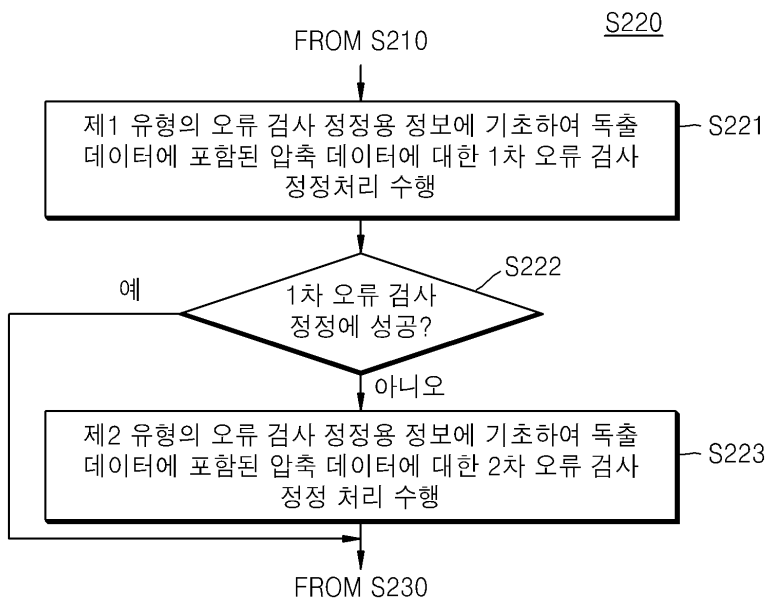 S220
FROM S210
제1 유형의 오류 검사 정정용 정보에 기초하여 독출
데이터에 포함된 압축 데이터에 대한 1차 오류 검사
정정처리 수행
S221
S222
예
1차 오류 검사
정정에 성공?
아니오
제2 유형의 오류 검사 정정용 정보에 기초하여 독출
데이터에 포함된 압축 데이터에 대한 2차 오류 검사
정정 처리 수행
S223
FROM S230